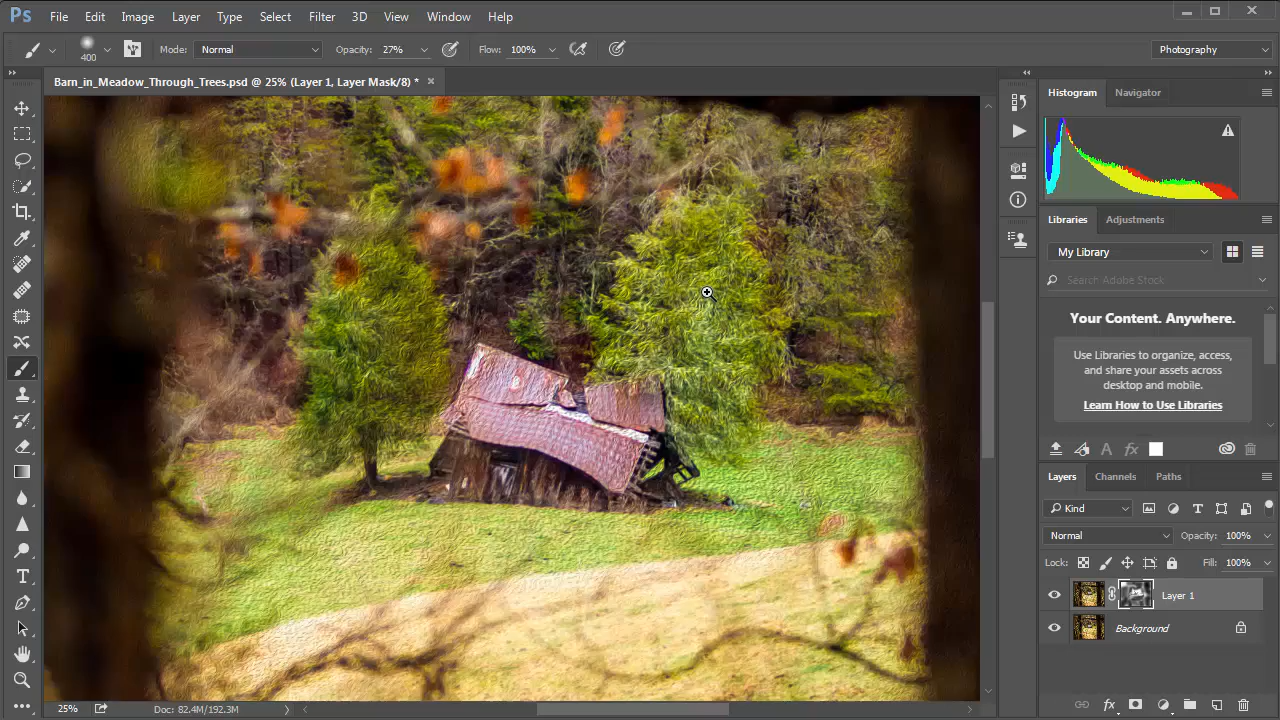 Ps File Edit Image Layer Type Select Filter 3D View Window Help
400 Mode: Normal Opacity: 27% Flow: 100% Photography
Barn_in_Meadow_Through_Trees.psd @ 25% (Layer 1, Layer Mask/8) *
Histogram Navigator
Libraries Adjustments
My Library
Search Adobe Stock
Your Content. Anywhere.
Use Libraries to organize, access,
and share your assets across
desktop and mobile.
Learn How to Use Libraries
Layers Channels Paths
Kind
Normal Opacity: 100%
Lock: Fill: 100%
Layer 1
Background
25% Doc: 82.4M/192.3M